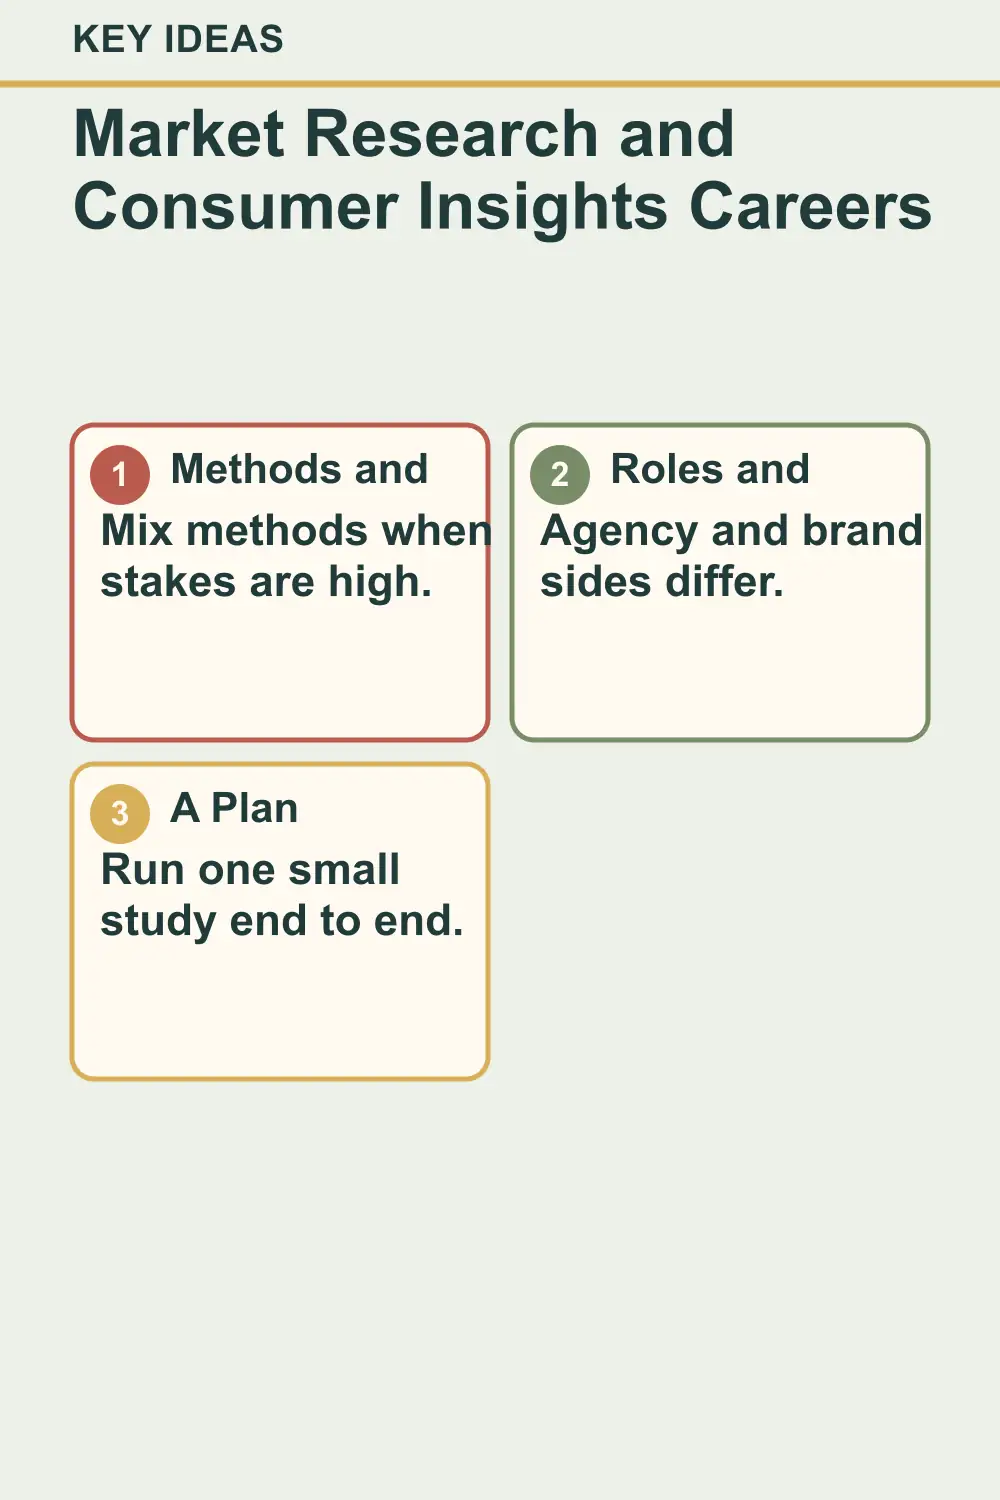 KEY IDEAS
Market Research and
Consumer Insights Careers
1 Methods and
Mix methods when
stakes are high.
2 Roles and
Agency and brand
sides differ.
3 A Plan
Run one small
study end to end.